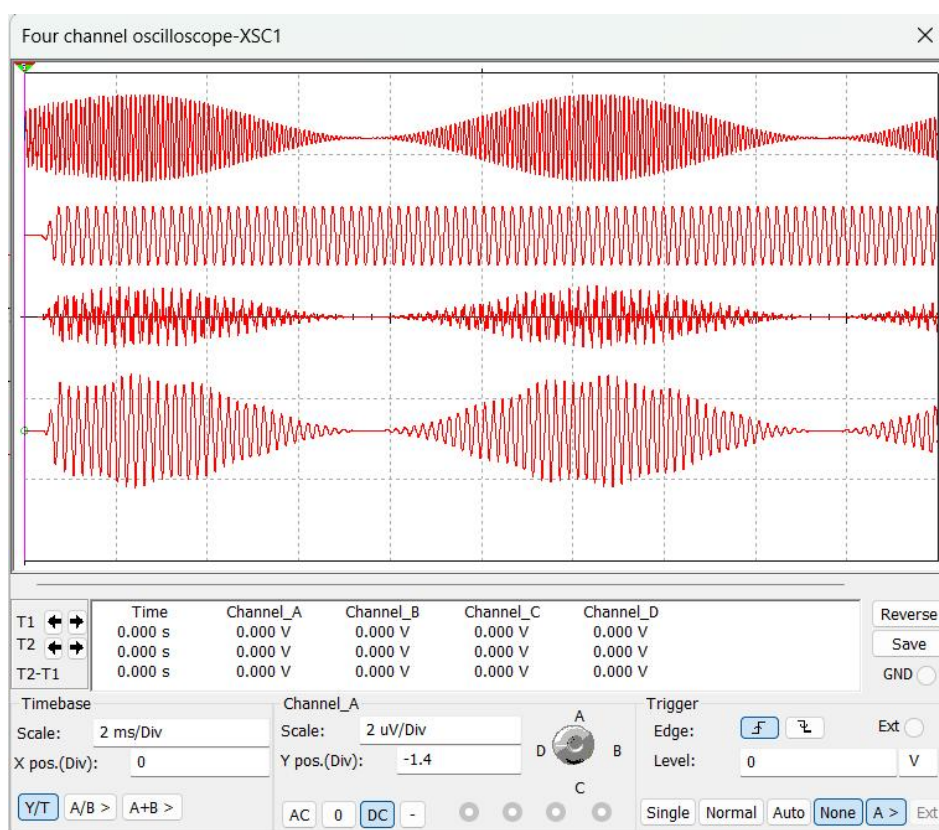 Four channel oscilloscope-XSC1
Time Channel_A Channel_B Channel_C Channel_D
T1 0.000 s 0.000 V 0.000 V 0.000 V 0.000 V
T2 0.000 s 0.000 V 0.000 V 0.000 V 0.000 V
T2-T1 0.000 s 0.000 V 0.000 V 0.000 V 0.000 V
Reverse
Save
GND
Timebase
Scale: 2 ms/Div
X pos.(Div): 0
Y/T A/B > A+B >
Channel_A
Scale: 2 uV/Div
Y pos.(Div): -1.4
AC 0 DC -
A
D B
C
Trigger
Edge: Ext
Level: 0 V
Single Normal Auto None A > Ext